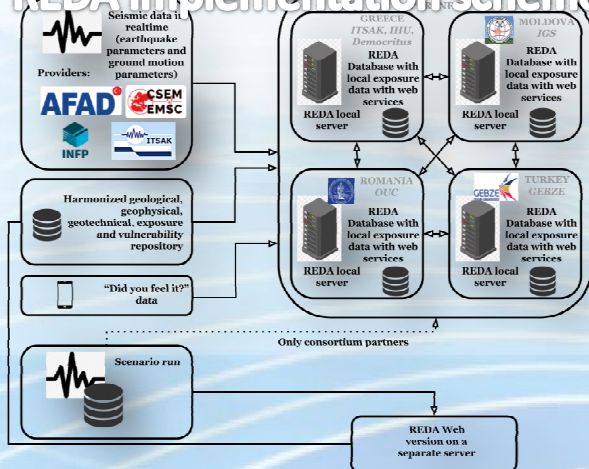 REDA implementation scheme
Seismic data in
realtime
(earthquake
parameters and
ground motion
parameters)
Providers:
AFAD
CSEM
EMSC
INFP
ITSAK
Harmonized geological,
geophysical,
geotechnical, exposure
and vulnerability
repository
"Did you feel it?"
data
Scenario run
GREECE
ITSAK, IHU,
Democritus
REDA
Database with
local exposure
data with web
services
REDA local
server
MOLDOVA
IGS
REDA
Database with
local exposure
data with web
services
REDA local
server
ROMANIA
OUC
REDA
Database with
local exposure
data with web
services
REDA local
server
TURKEY
GEBZE
GEBZE
REDA
Database with
local exposure
data with web
services
REDA local
server
Only consortium partners
REDA Web
version on a
separate server